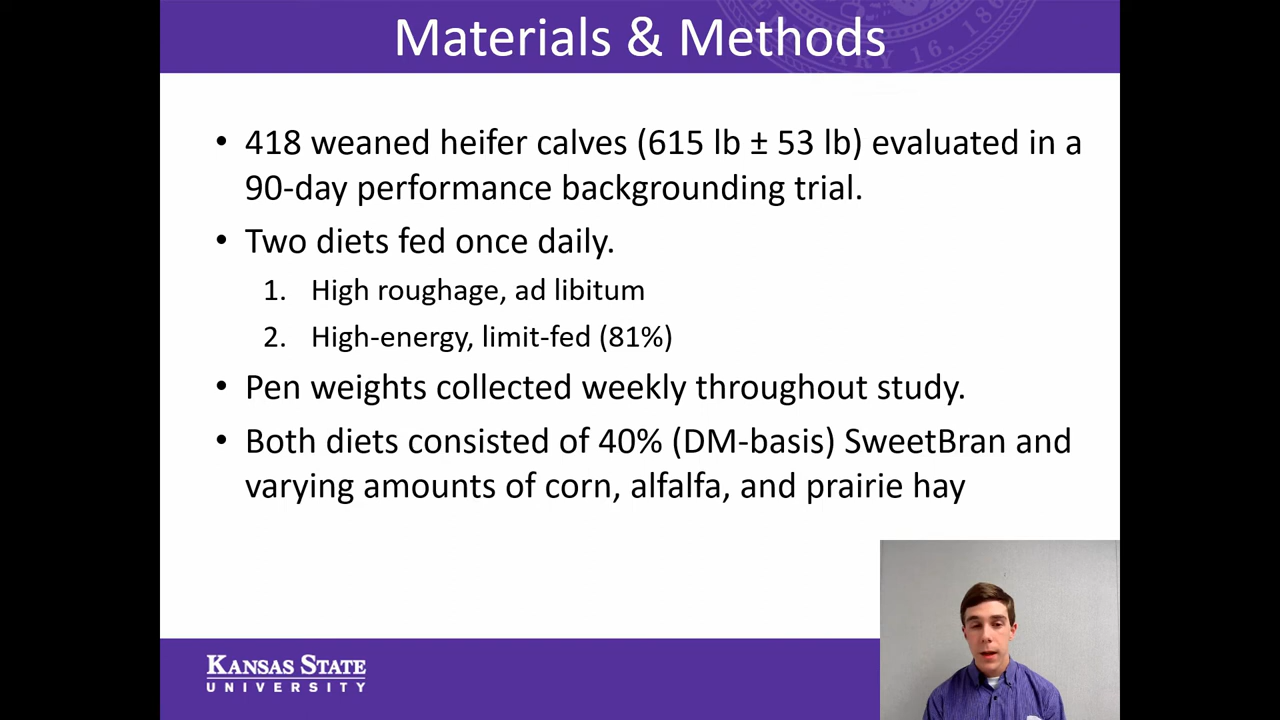 Materials & Methods
ARY 16, 186
• 418 weaned heifer calves (615 lb ± 53 lb) evaluated in a
90-day performance backgrounding trial.
• Two diets fed once daily.
1. High roughage, ad libitum
2. High-energy, limit-fed (81%)
• Pen weights collected weekly throughout study.
• Both diets consisted of 40% (DM-basis) SweetBran and
varying amounts of corn, alfalfa, and prairie hay
KANSAS STATE
UNIVERSITY